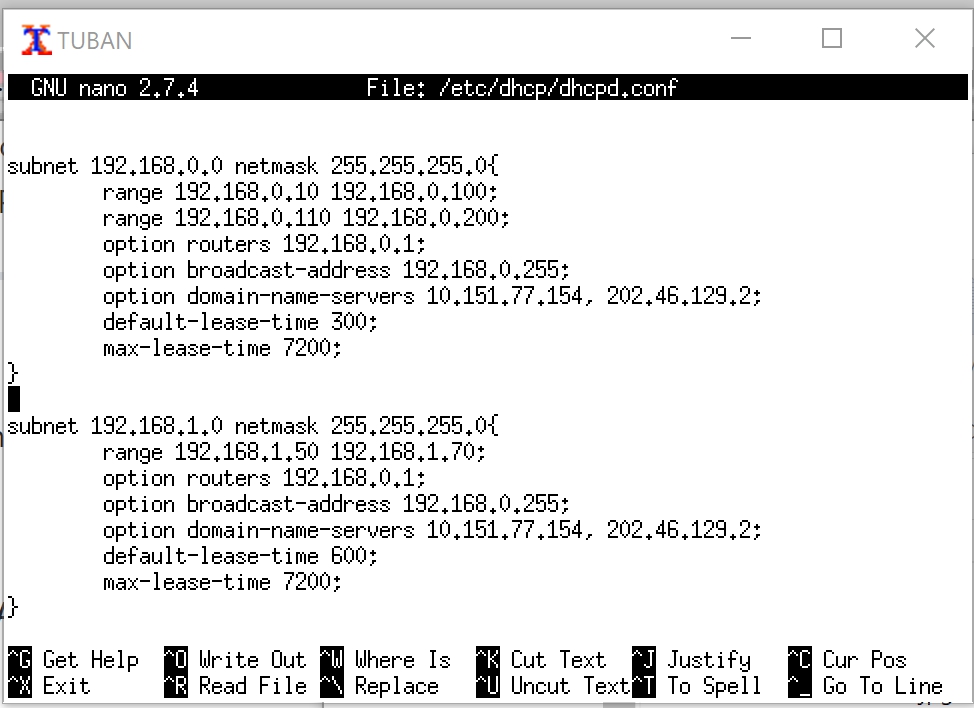 TUBAN
GNU nano 2.7.4 File: /etc/dhcp/dhcpd.conf
subnet 192.168.0.0 netmask 255.255.255.0{
range 192.168.0.10 192.168.0.100;
range 192.168.0.110 192.168.0.200;
option routers 192.168.0.1;
option broadcast-address 192.168.0.255;
option domain-name-servers 10.151.77.154, 202.46.129.2;
default-lease-time 300;
max-lease-time 7200;
}
subnet 192.168.1.0 netmask 255.255.255.0{
range 192.168.1.50 192.168.1.70;
option routers 192.168.0.1;
option broadcast-address 192.168.0.255;
option domain-name-servers 10.151.77.154, 202.46.129.2;
default-lease-time 600;
max-lease-time 7200;
}
^G Get Help ^O Write Out ^W Where Is ^K Cut Text ^J Justify ^C Cur Pos
^X Exit ^R Read File ^\ Replace ^U Uncut Text ^T To Spell ^_ Go To Line